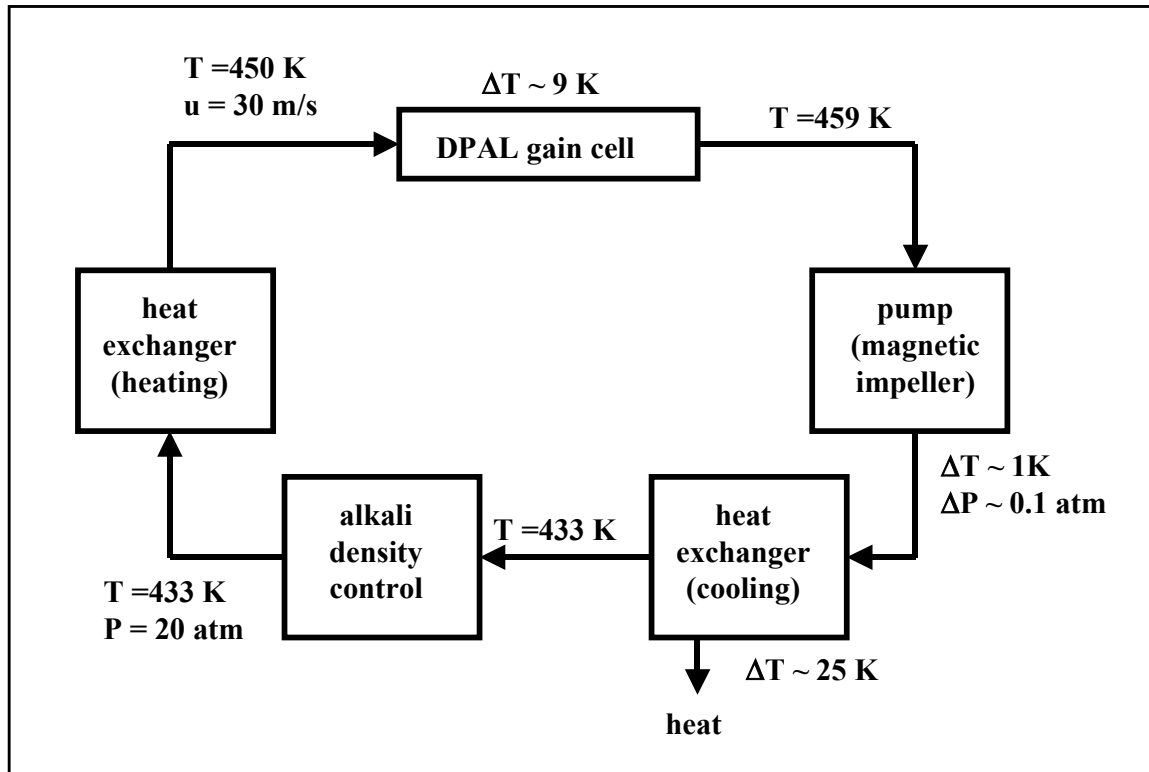 T =450 K
u = 30 m/s
ΔT ~ 9 K
DPAL gain cell
T =459 K
heat
exchanger
(heating)
pump
(magnetic
impeller)
ΔT ~ 1K
ΔP ~ 0.1 atm
alkali
density
control
T =433 K
heat
exchanger
(cooling)
T =433 K
P = 20 atm
ΔT ~ 25 K
heat